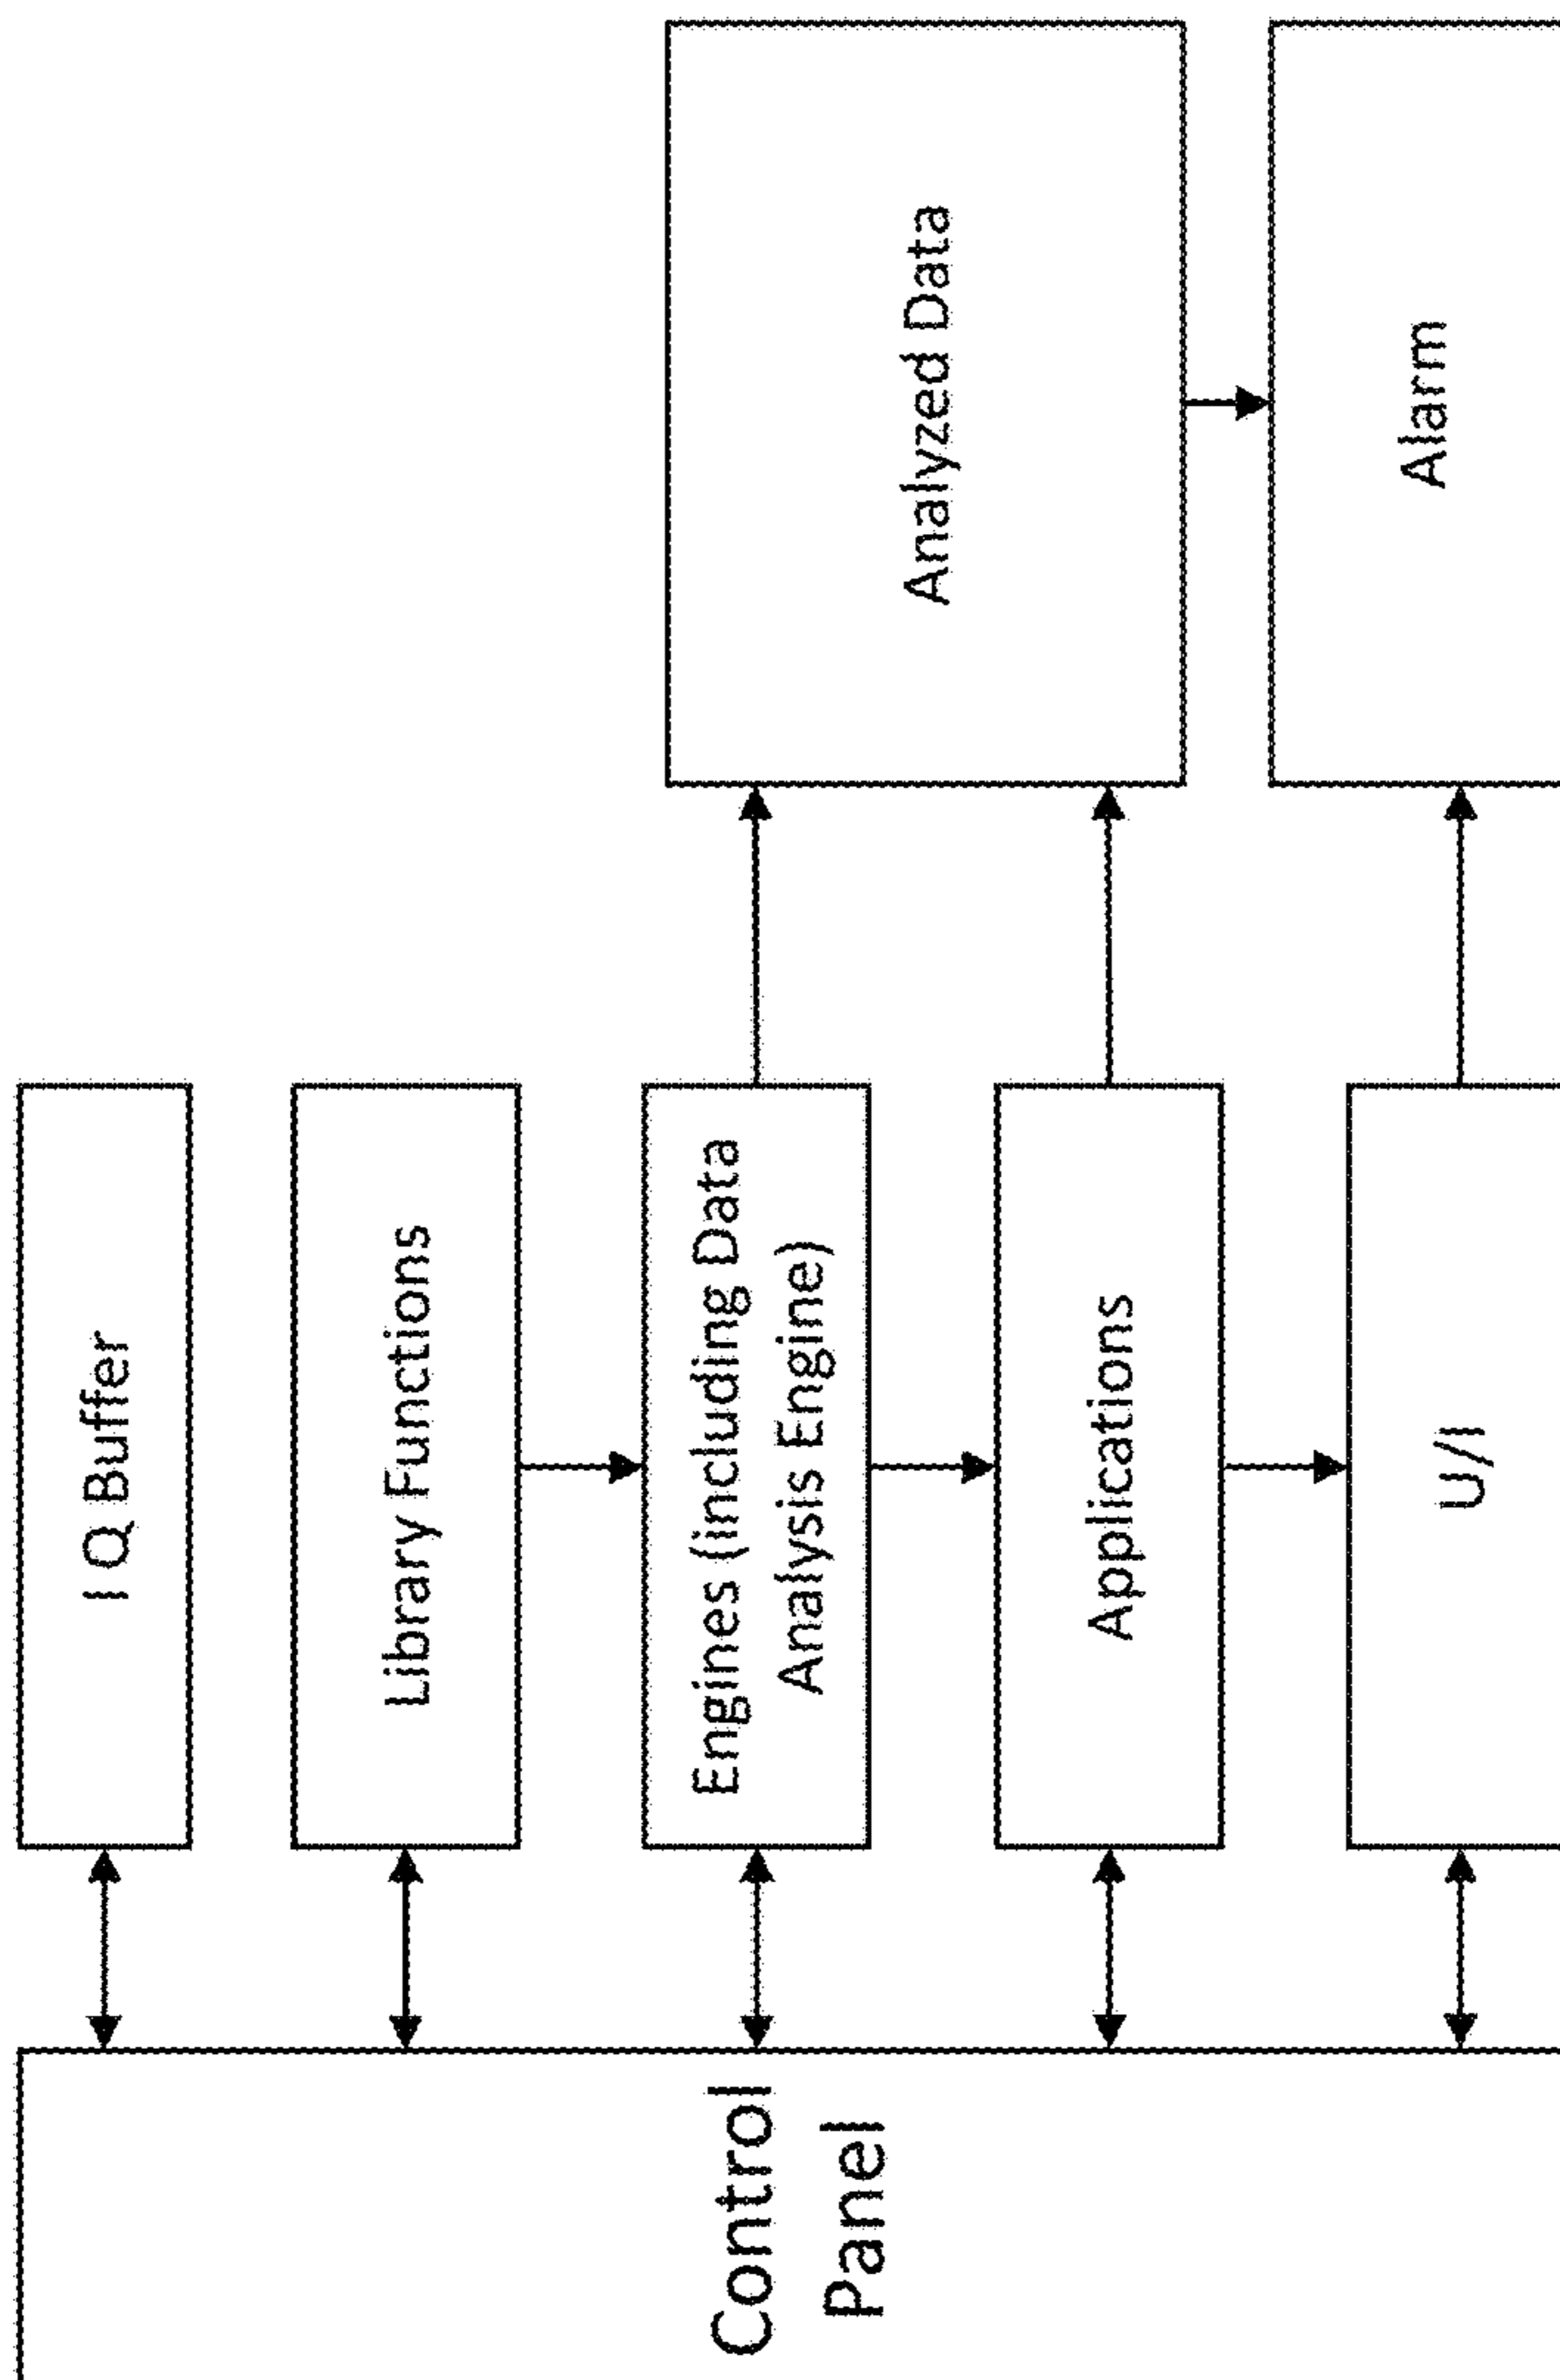 I Q Buffer
Library Functions
Engines (including Data
Analysis Engine)
Applications
U/I
Control
Panel
Analyzed Data
Alarm